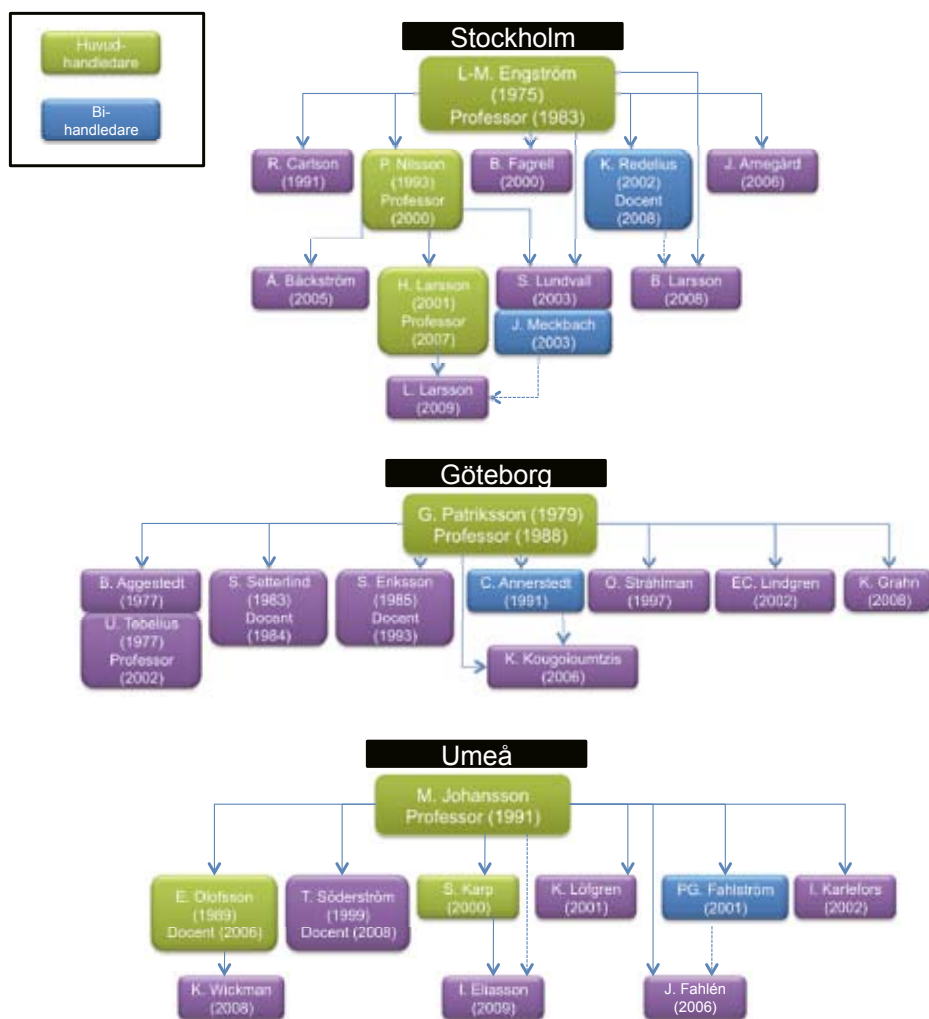 Huvud-
handledare
Bi-
handledare
Stockholm
L-M. Engström
(1975)
Professor (1983)
R. Carlson
(1991)
P. Nilsson
(1993)
Professor
(2000)
B. Fagrell
(2000)
K. Redelius
(2002)
Docent
(2008)
J. Arnegård
(2006)
Å. Bäckström
(2005)
H. Larsson
(2001)
Professor
(2007)
S. Lundvall
(2003)
J. Meckbach
(2003)
B. Larsson
(2008)
L. Larsson
(2009)
Göteborg
G. Patriksson (1979)
Professor (1988)
B. Aggestedt
(1977)
U. Tebelius
(1977)
Professor
(2002)
S. Setterlind
(1983)
Docent
(1984)
S. Eriksson
(1985)
Docent
(1993)
C. Annerstedt
(1991)
O. Stråhlman
(1997)
EC. Lindgren
(2002)
K. Grahn
(2008)
K. Kougioumtzis
(2006)
Umeå
M. Johansson
Professor (1991)
E. Olofsson
(1989)
Docent (2006)
T. Söderström
(1999)
Docent (2008)
S. Karp
(2000)
K. Löfgren
(2001)
PG. Fahlström
(2001)
I. Karlefors
(2002)
K. Wickman
(2008)
I. Eliasson
(2009)
J. Fahlén
(2006)